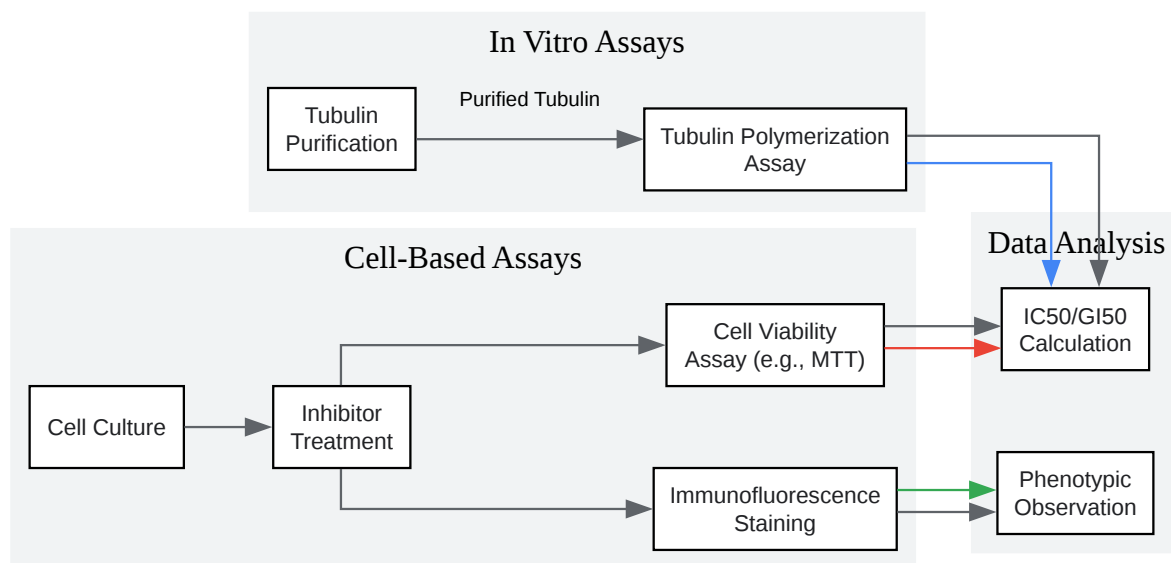 In Vitro Assays
Tubulin
Purification
Purified Tubulin
Tubulin Polymerization
Assay
Cell-Based Assays
Cell Culture
Inhibitor
Treatment
Cell Viability
Assay (e.g., MTT)
Immunofluorescence
Staining
Data Analysis
IC50/GI50
Calculation
Phenotypic
Observation